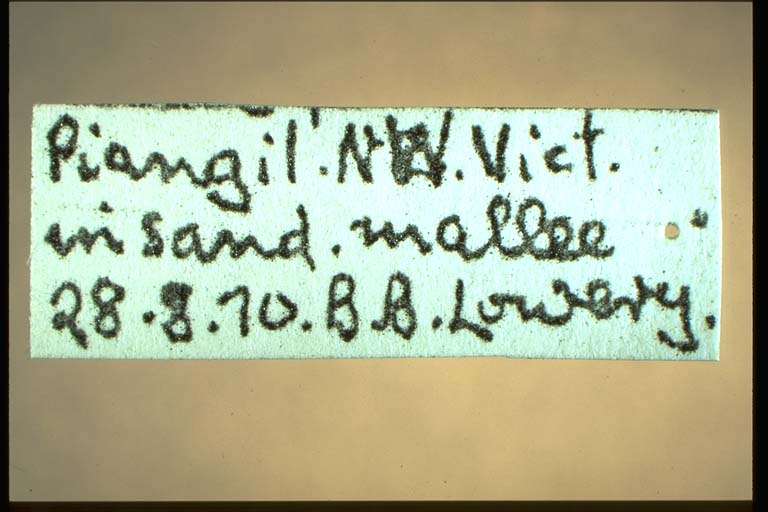 Piangil. NW. Vict.
in sand. mallee
28.8.70. B B. Lowery.